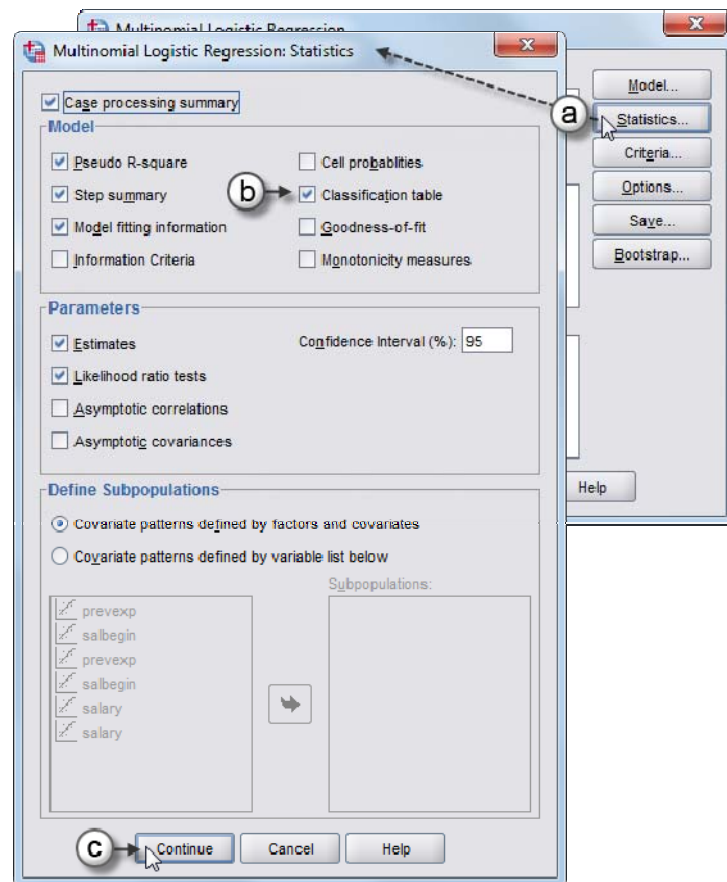 Multinomial Logistic Regression
Multinomial Logistic Regression: Statistics
Case processing summary
Model
Pseudo R-square
Cell probablities
Step summary
b
Classification table
Model fitting information
Goodness-of-fit
Information Criteria
Monotonicity measures
Parameters
Estimates
Confidence Interval (%): 95
Likelihood ratio tests
Asymptotic correlations
Asymptotic covariances
Define Subpopulations
Covariate patterns defined by factors and covariates
Covariate patterns defined by variable list below
Subpopulations:
prevexp
salbegin
prevexp
salbegin
salary
salary
c
Continue
Cancel
Help
Model...
a
Statistics...
Criteria...
Options...
Save...
Bootstrap...
Help